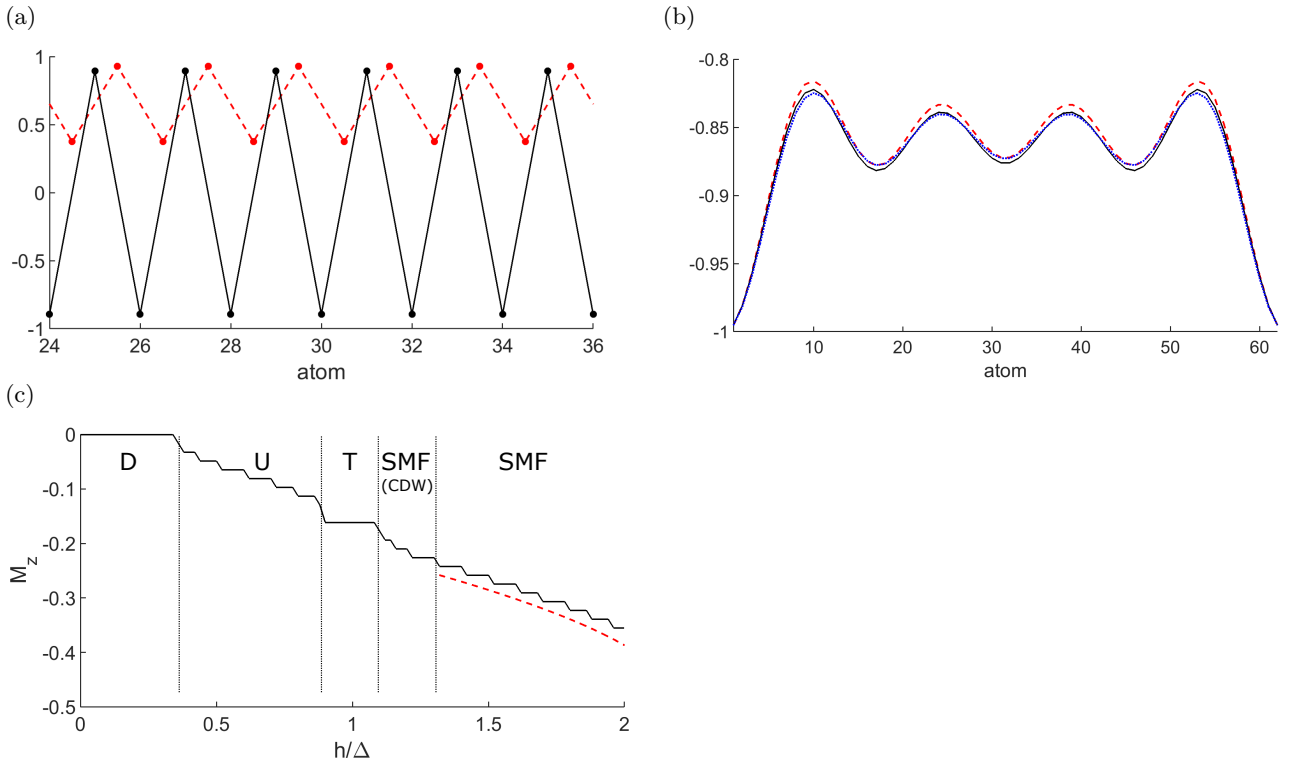 (a)
1
0.5
0
-0.5
-1
24 26 28 30 32 34 36
atom
(b)
-0.8
-0.85
-0.9
-0.95
-1
10 20 30 40 50 60
atom
(c)
0
-0.1
-0.2
-0.3
-0.4
-0.5
M_z
D U T SMF SMF
(CDW)
0 0.5 1 1.5 2
h/Δ